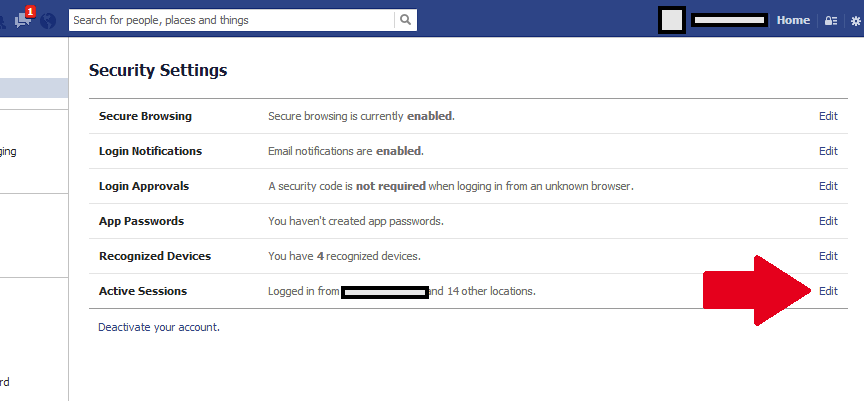 1
Search for people, places and things
Home
Security Settings
Secure Browsing Secure browsing is currently enabled. Edit
ging
Login Notifications Email notifications are enabled. Edit
Login Approvals A security code is not required when logging in from an unknown browser. Edit
App Passwords You haven't created app passwords. Edit
Recognized Devices You have 4 recognized devices. Edit
Active Sessions Logged in from and 14 other locations. Edit
Deactivate your account.
rd